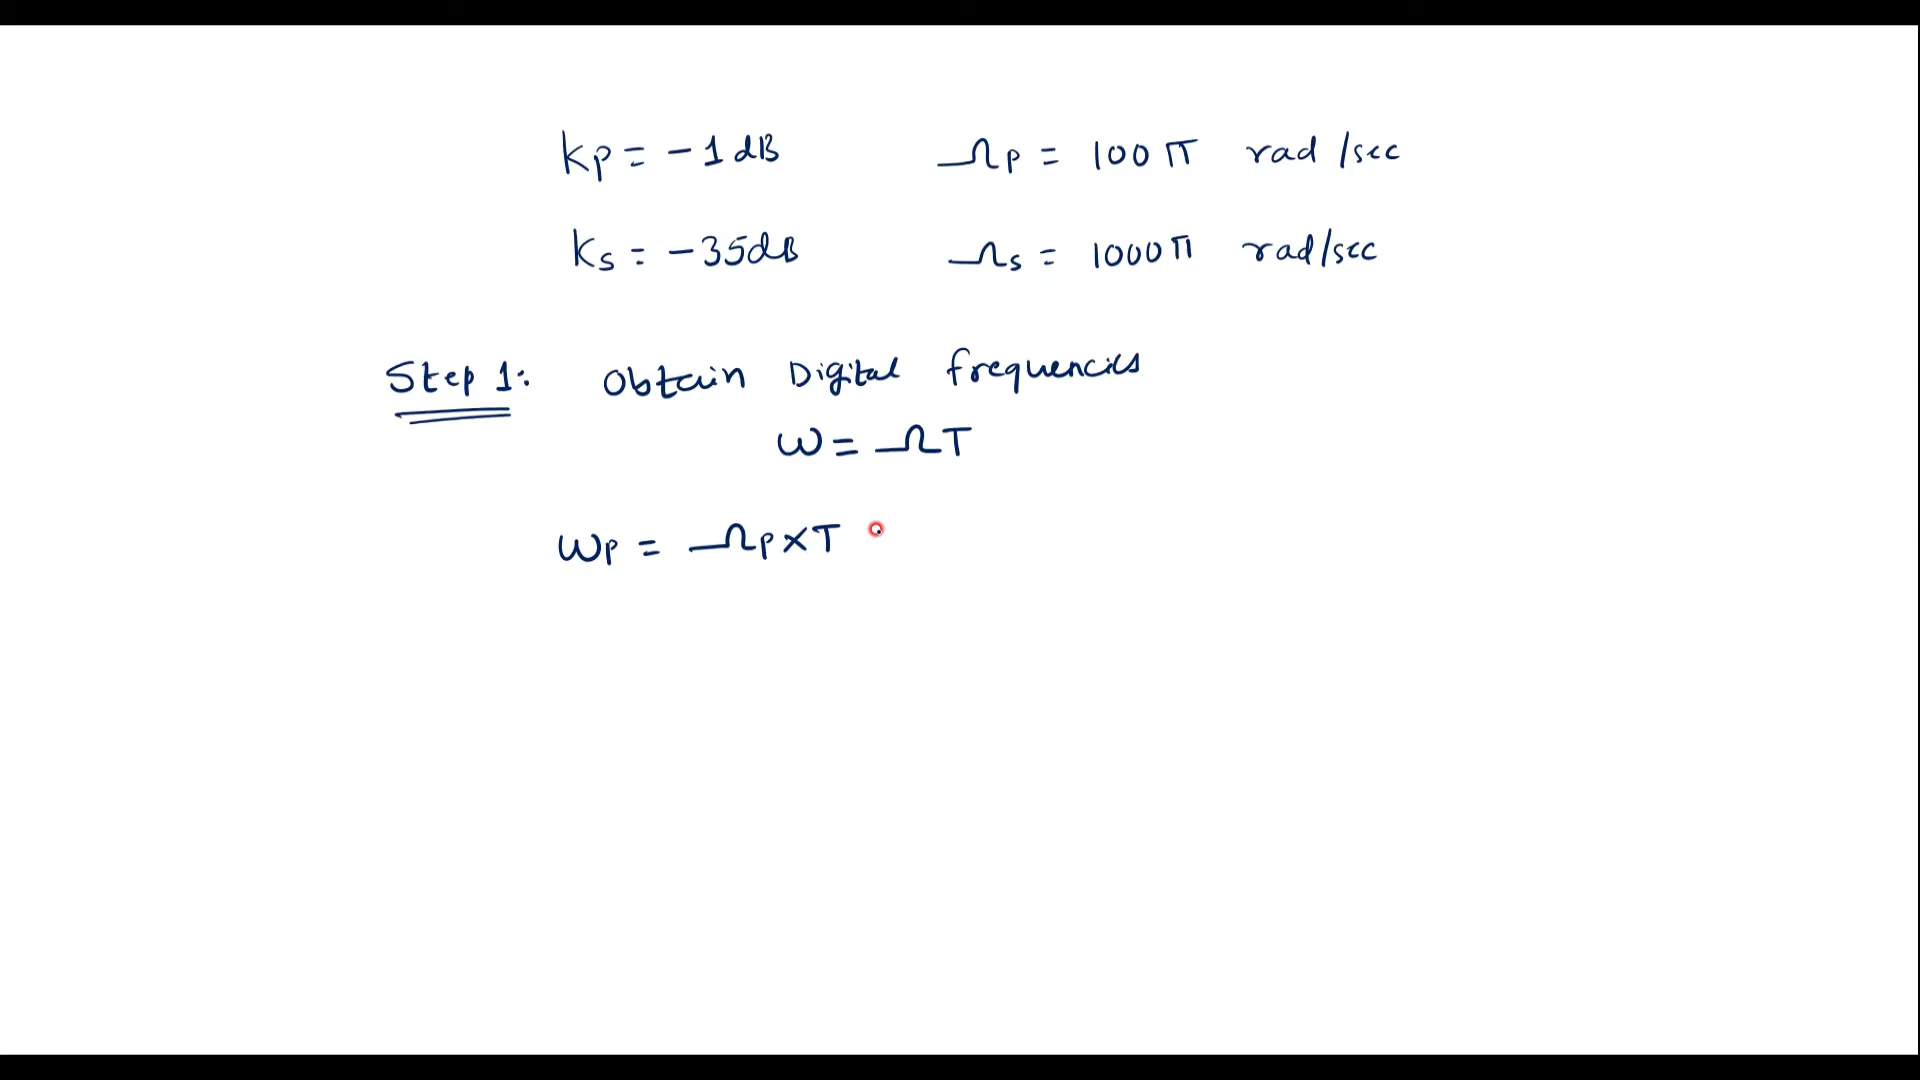 Kp = -1 dB Ωp = 100 π rad /sec
Ks = -35dB Ωs = 1000π rad/sec
Step 1: Obtain Digital frequencies
ω = ΩT
ωp = Ωp×T